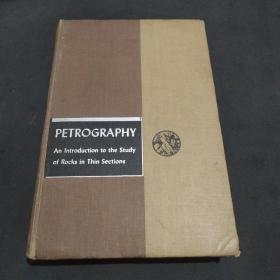 PETROGRAPHY
An Introduction to the Study
of Rocks in Thin Sections